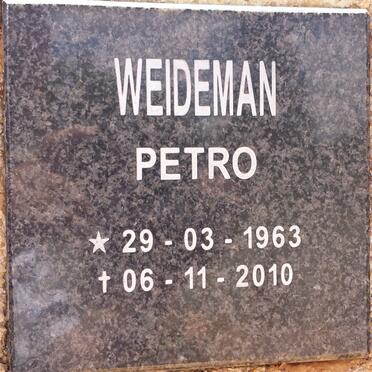 WEIDEMAN
PETRO
★ 29 - 03 - 1963
† 06 - 11 - 2010